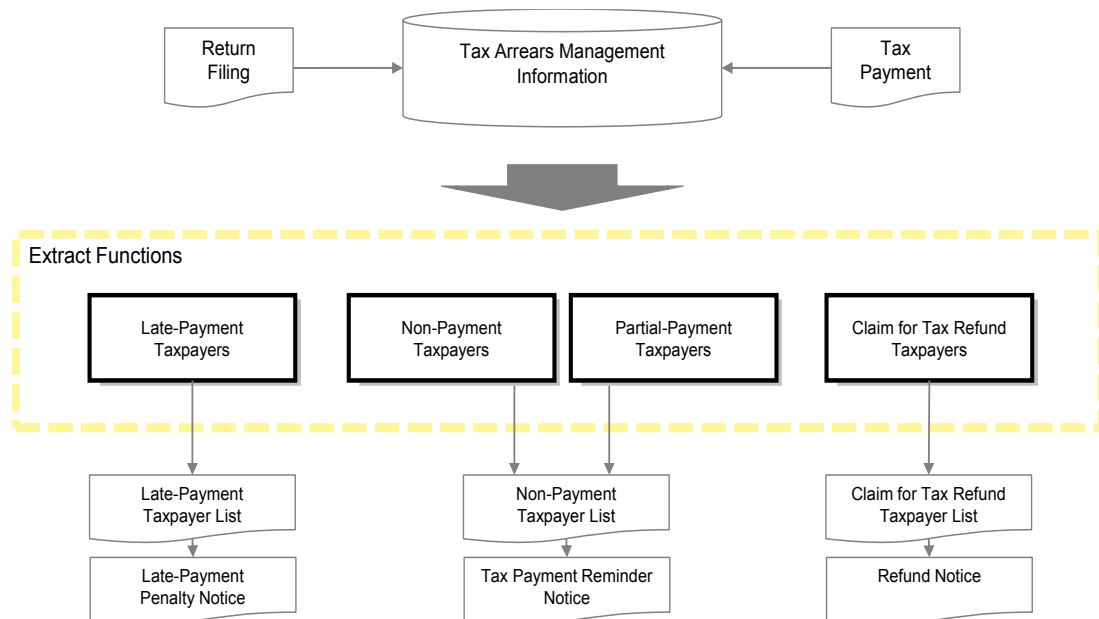 Return
Filing
Tax Arrears Management
Information
Tax
Payment
Extract Functions
Late-Payment
Taxpayers
Non-Payment
Taxpayers
Partial-Payment
Taxpayers
Claim for Tax Refund
Taxpayers
Late-Payment
Taxpayer List
Non-Payment
Taxpayer List
Claim for Tax Refund
Taxpayer List
Late-Payment
Penalty Notice
Tax Payment Reminder
Notice
Refund Notice